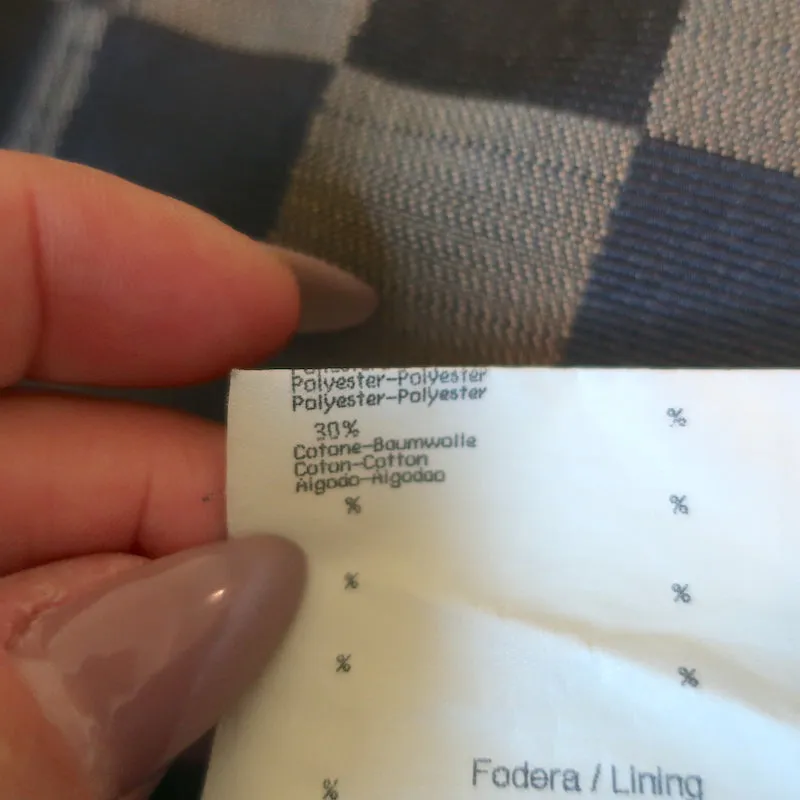 Polyester-Polyester
Polyester-Polyester
%
30%
Cotone-Baumwolle
Coton-Cotton
Algodo-Algodao
%
%
%
%
%
%
%
Fodera / Lining